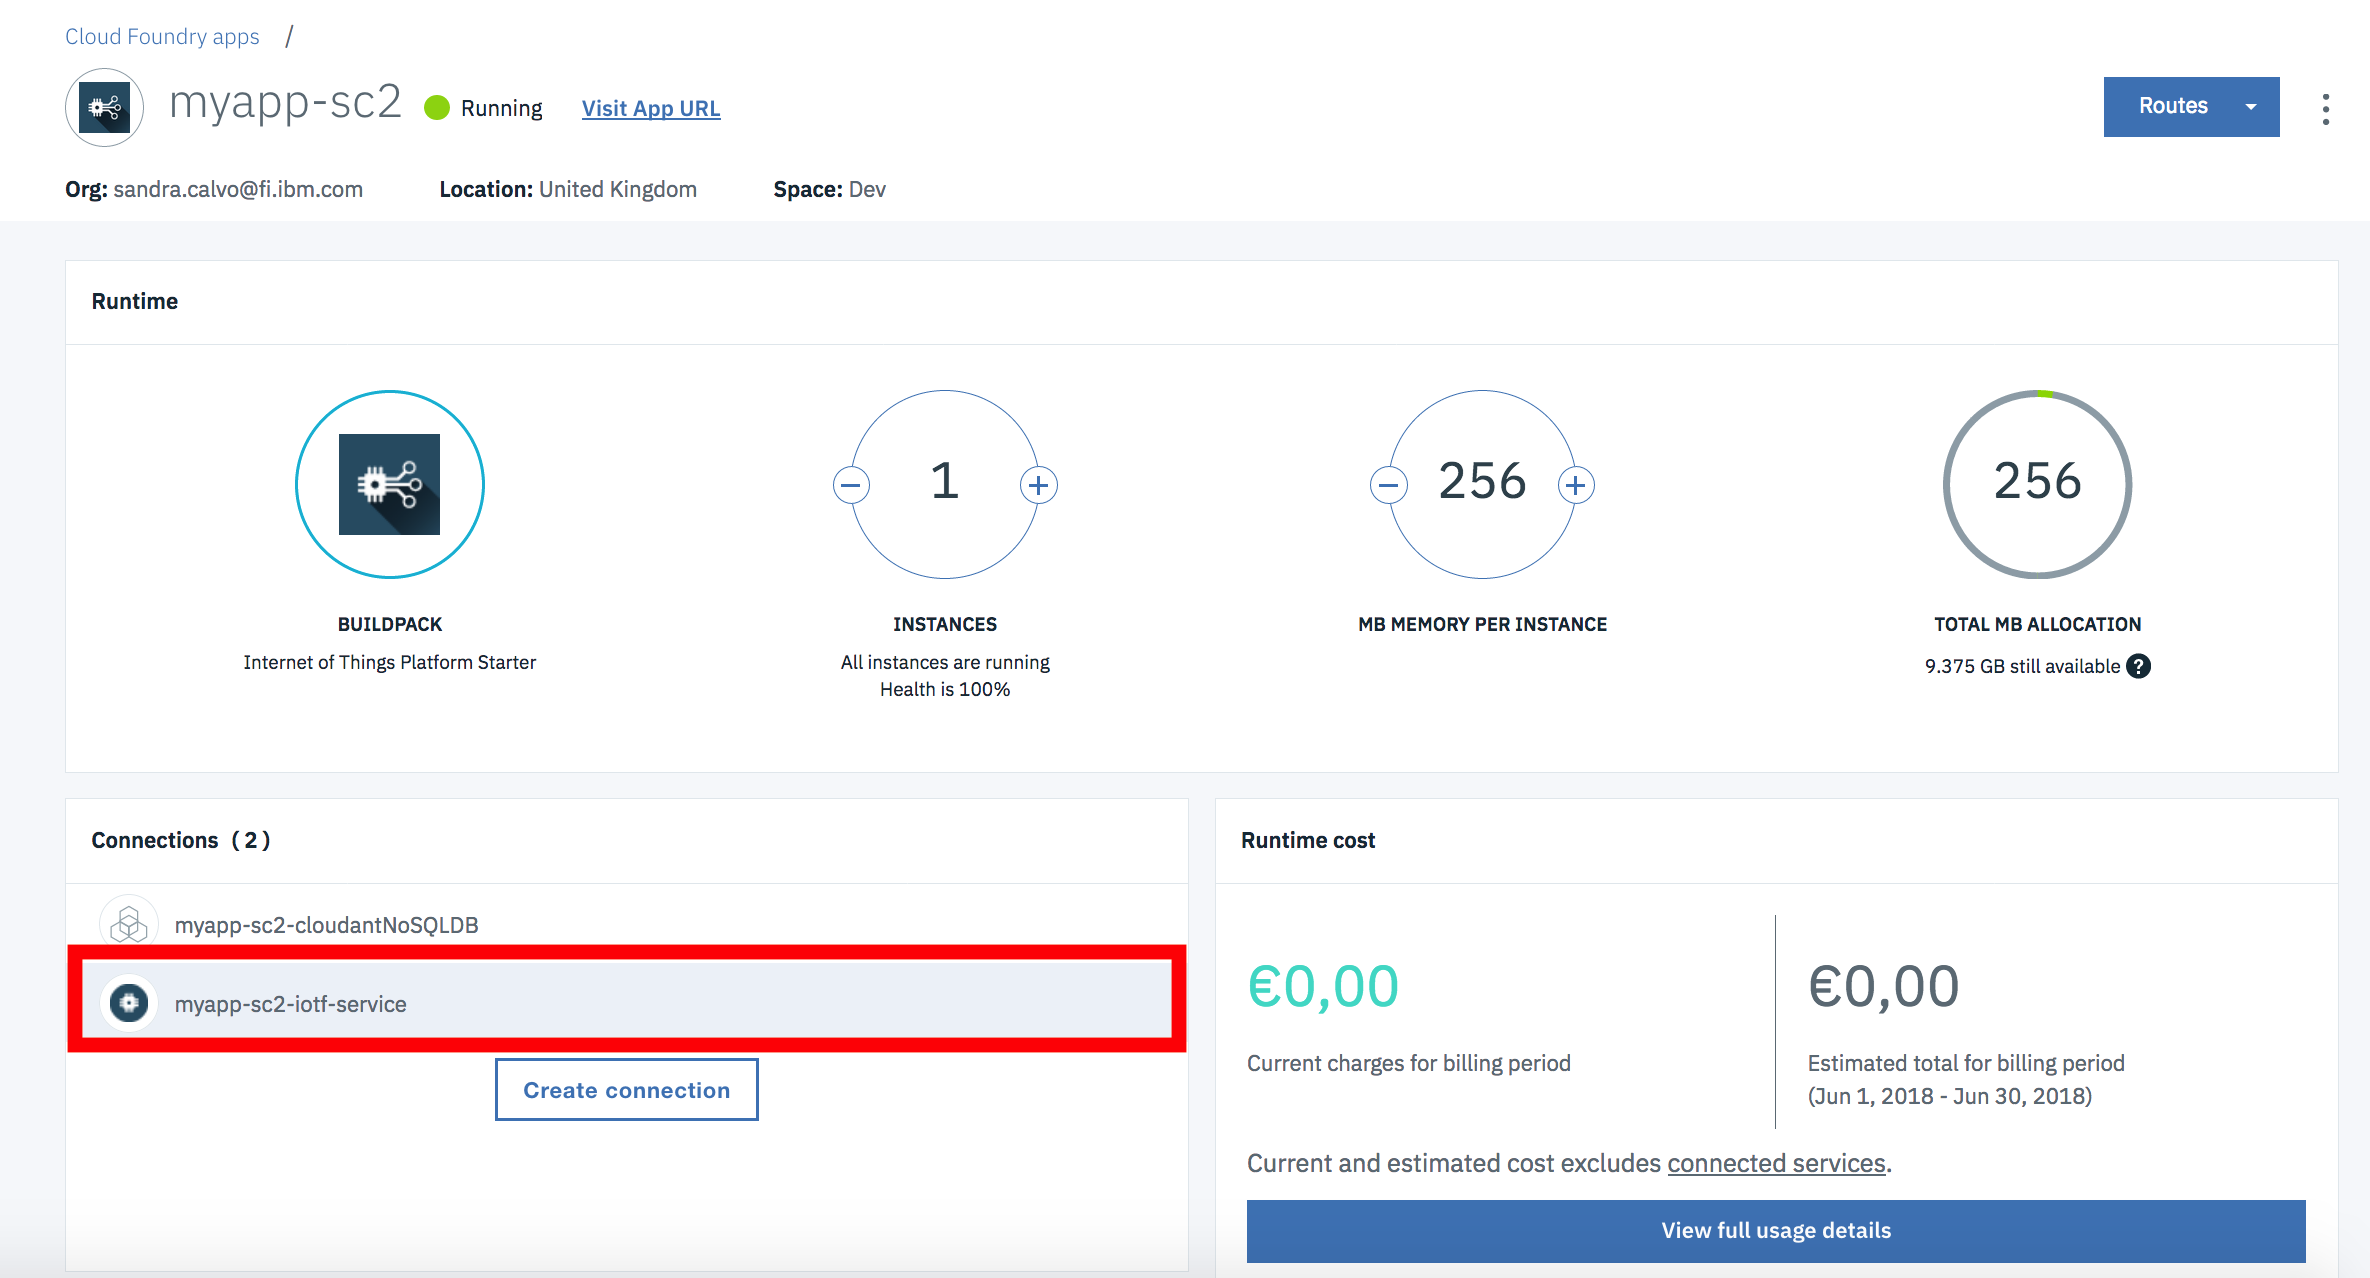 Cloud Foundry apps /
myapp-sc2 Running Visit App URL Routes
Org: sandra.calvo@fi.ibm.com Location: United Kingdom Space: Dev
Runtime
1 256 256
BUILDPACK INSTANCES MB MEMORY PER INSTANCE TOTAL MB ALLOCATION
Internet of Things Platform Starter All instances are running 9.375 GB still available ?
Health is 100%
Connections (2)
myapp-sc2-cloudantNoSQLDB
myapp-sc2-iotf-service
Create connection
Runtime cost
€0,00 €0,00
Current charges for billing period Estimated total for billing period
(Jun 1, 2018 - Jun 30, 2018)
Current and estimated cost excludes connected services.
View full usage details